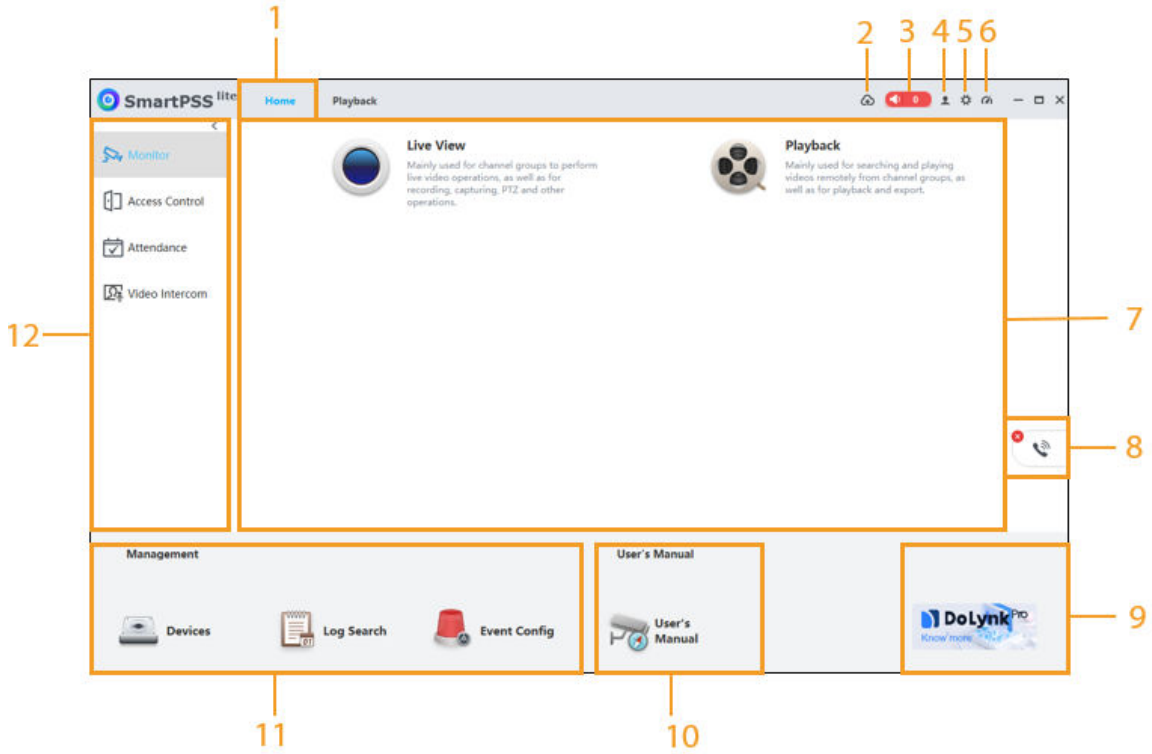 1
2 3 4 5 6
SmartPSS lite Home Playback 0
Monitor
Access Control
Attendance
Video Intercom
Live View
Mainly used for channel groups to perform
live video operations, as well as for
recording, capturing, PTZ and other
operations.
Playback
Mainly used for searching and playing
videos remotely from channel groups, as
well as for playback and export.
12
7
8
Management
Devices
01
Log Search
Event Config
User's Manual
User's
Manual
DoLynk Pro
Know more
9
11
10